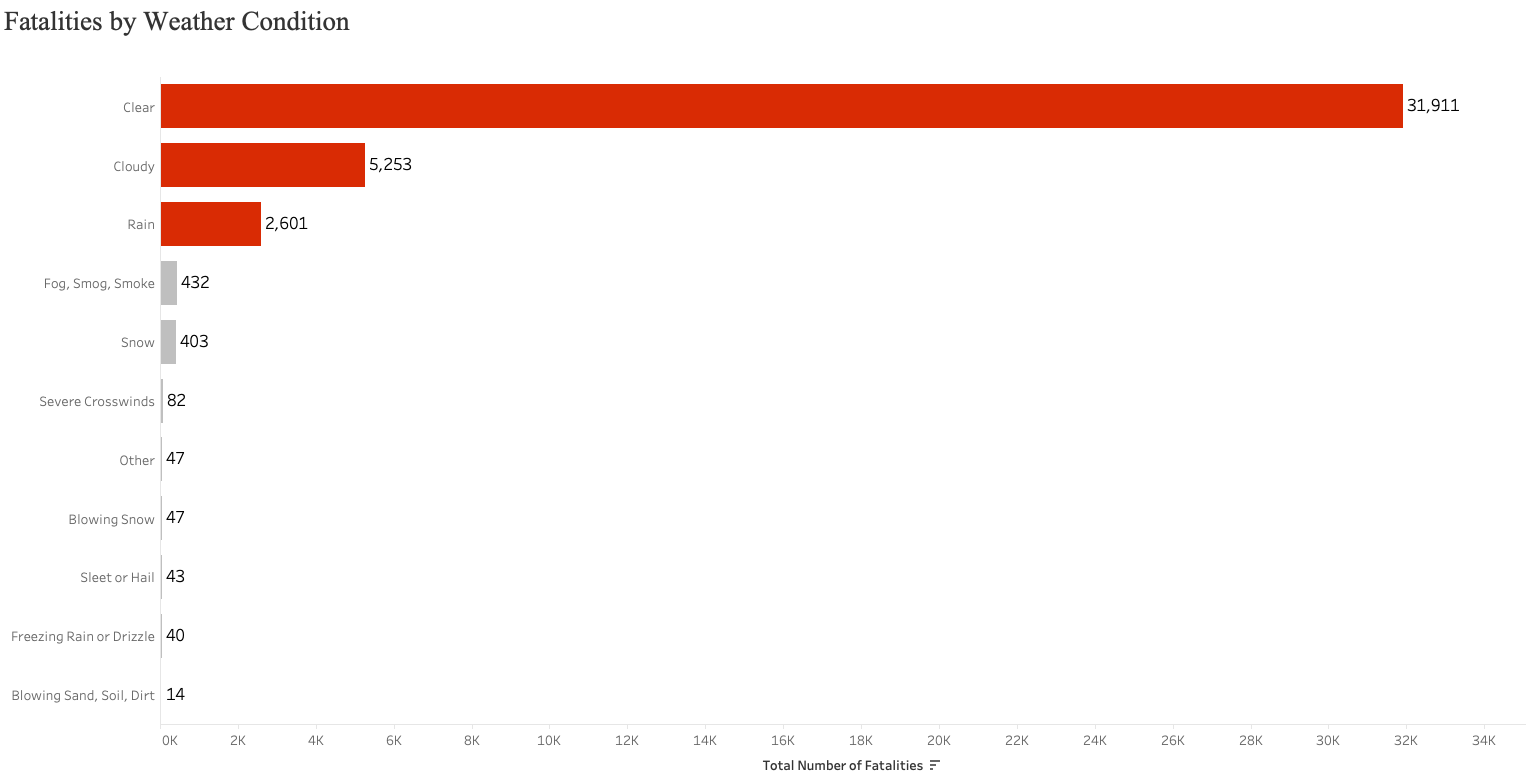 Fatalities by Weather Condition
Clear 31,911
Cloudy 5,253
Rain 2,601
Fog, Smog, Smoke 432
Snow 403
Severe Crosswinds 82
Other 47
Blowing Snow 47
Sleet or Hail 43
Freezing Rain or Drizzle 40
Blowing Sand, Soil, Dirt 14
0K 2K 4K 6K 8K 10K 12K 14K 16K 18K 20K 22K 24K 26K 28K 30K 32K 34K
Total Number of Fatalities